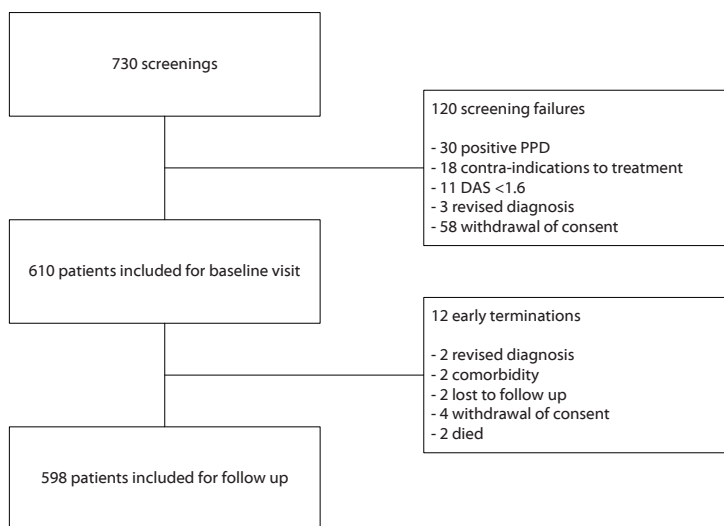 730 screenings
120 screening failures
- 30 positive PPD
- 18 contra-indications to treatment
- 11 DAS <1.6
- 3 revised diagnosis
- 58 withdrawal of consent
610 patients included for baseline visit
12 early terminations
- 2 revised diagnosis
- 2 comorbidity
- 2 lost to follow up
- 4 withdrawal of consent
- 2 died
598 patients included for follow up